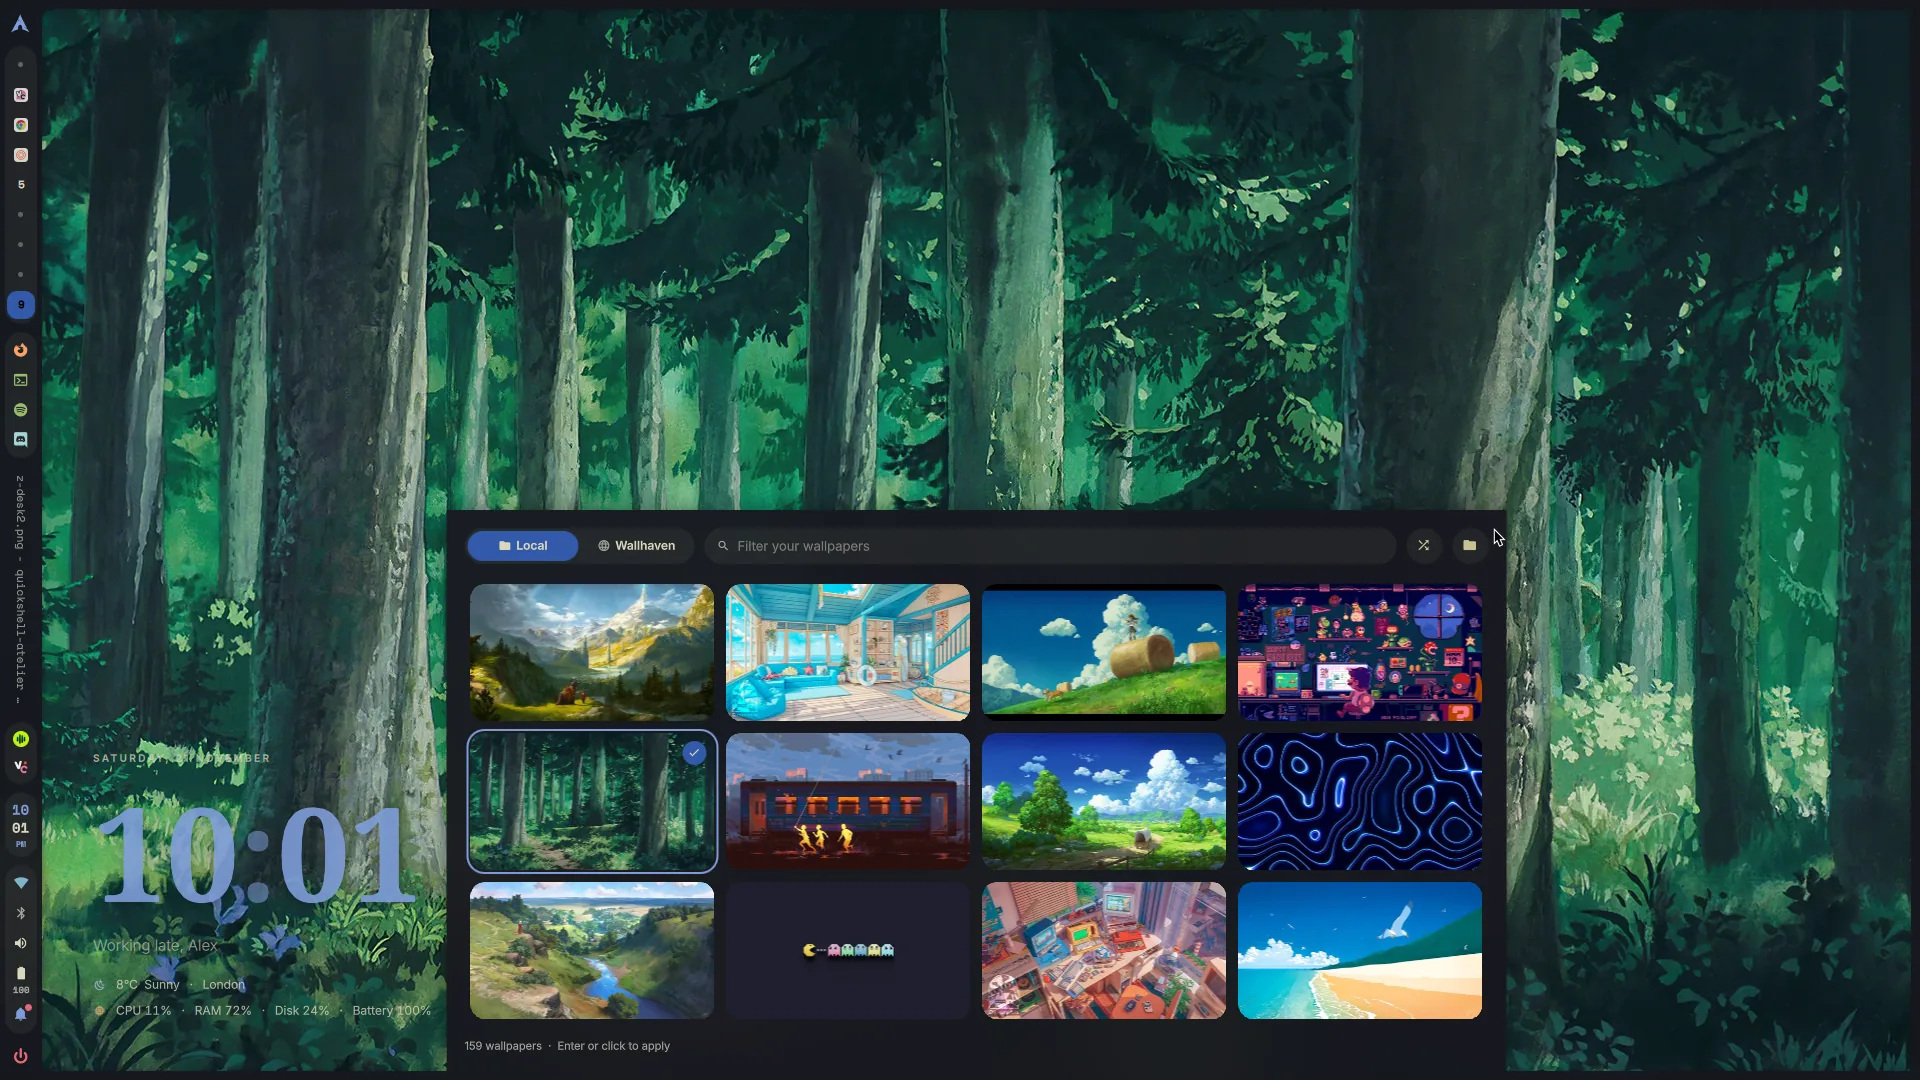 5
9
z-desk2.png - quickshell-atelier …
10
01
PM
100
SATURDAY, NOVEMBER
10:01
Working late, Alex
8°C Sunny · London
CPU 11% · RAM 72% · Disk 24% · Battery 100%
Local
Wallhaven
Filter your wallpapers
159 wallpapers · Enter or click to apply